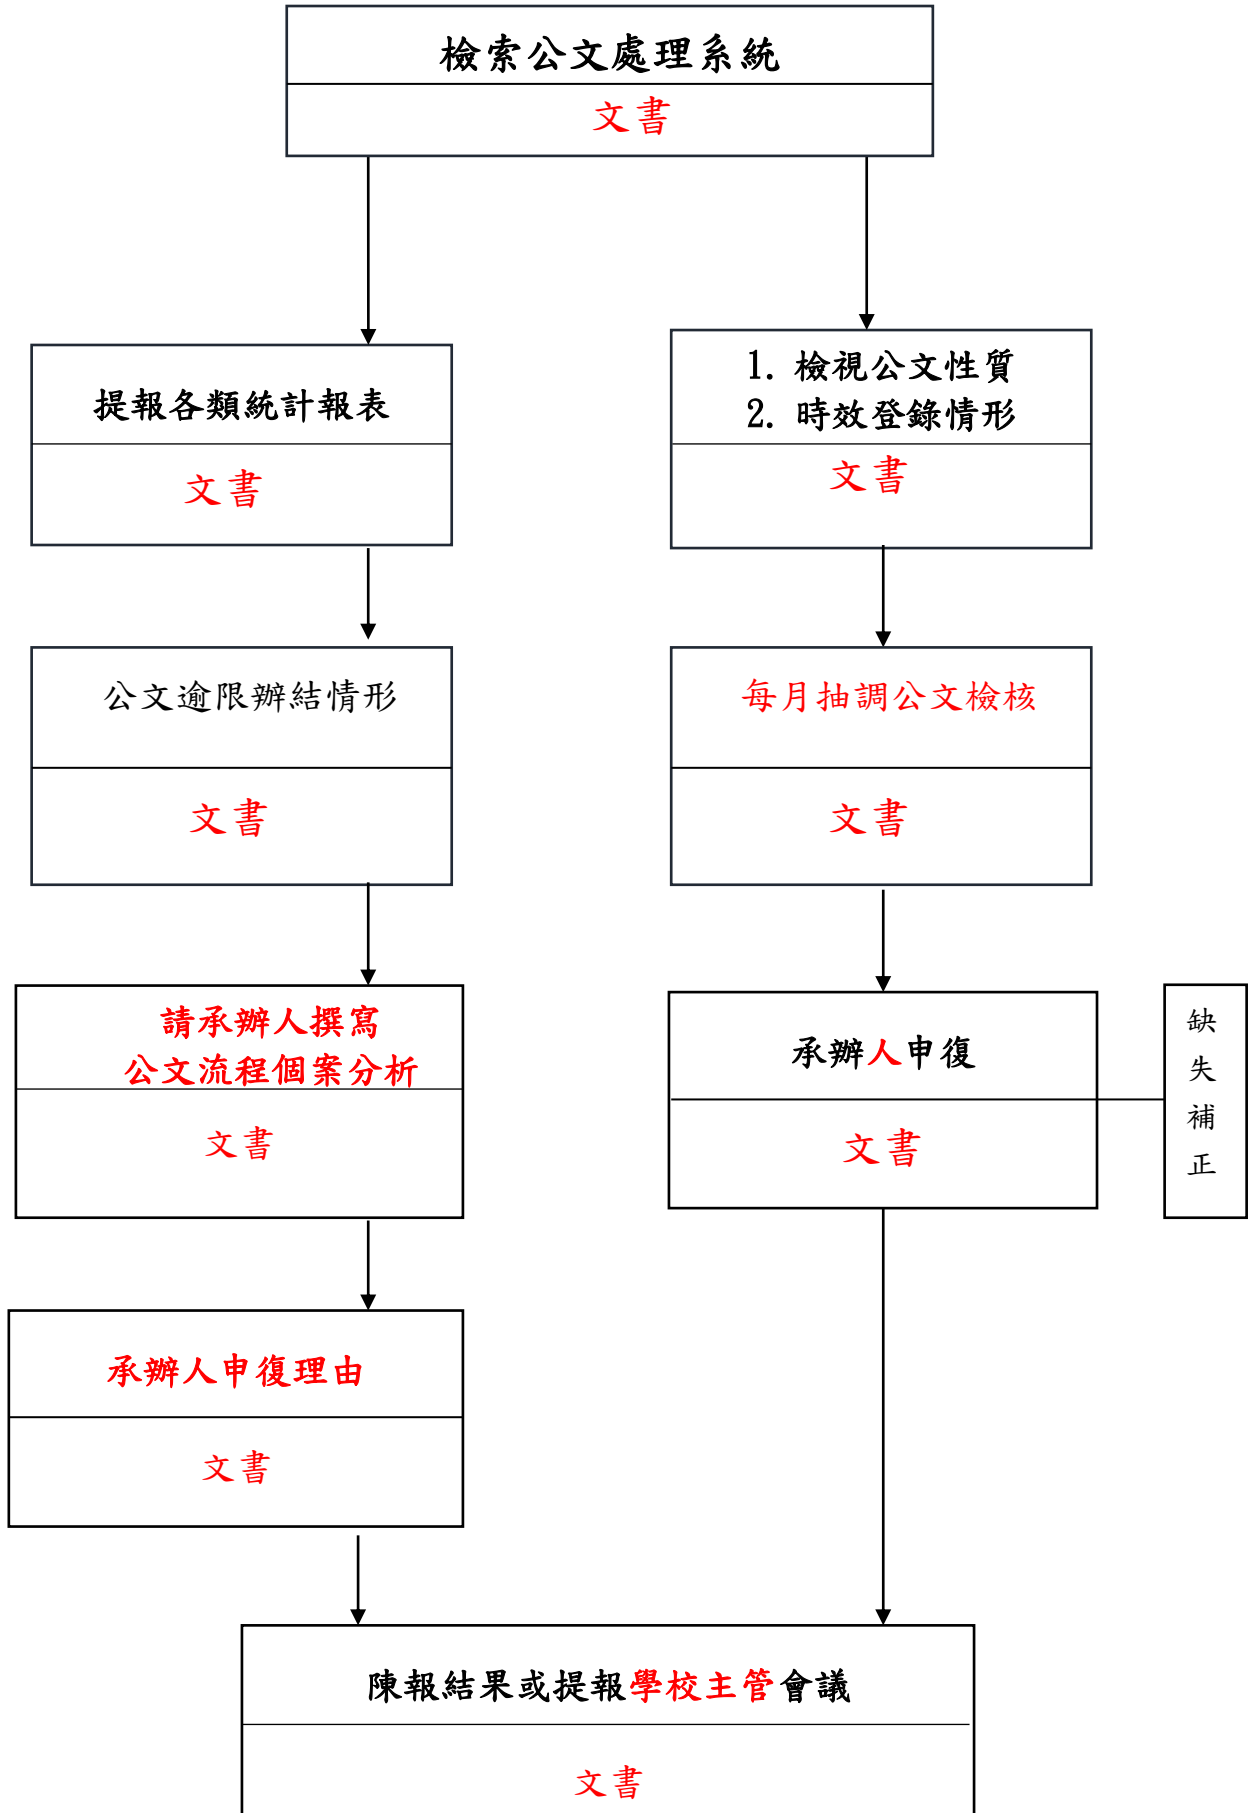 檢索公文處理系統
文書
提報各類統計報表
文書
1. 檢視公文性質
2. 時效登錄情形
文書
公文逾限辦結情形
文書
每月抽調公文檢核
文書
請承辦人撰寫
公文流程個案分析
文書
承辦人申復
文書
缺
失
補
正
承辦人申復理由
文書
陳報結果或提報學校主管會議
文書